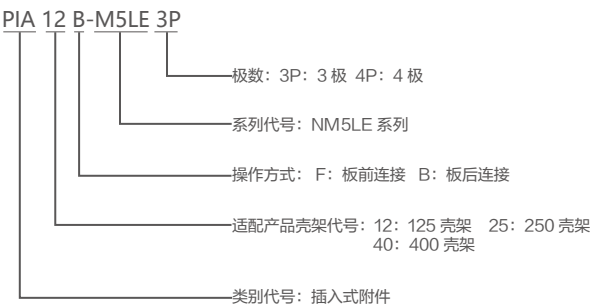 PIA 12 B-M5LE 3P
极数：3P：3 极 4P：4 极
系列代号：NM5LE 系列
操作方式： F：板前连接 B：板后连接
适配产品壳架代号：12：125 壳架 25：250 壳架
40：400 壳架
类别代号：插入式附件